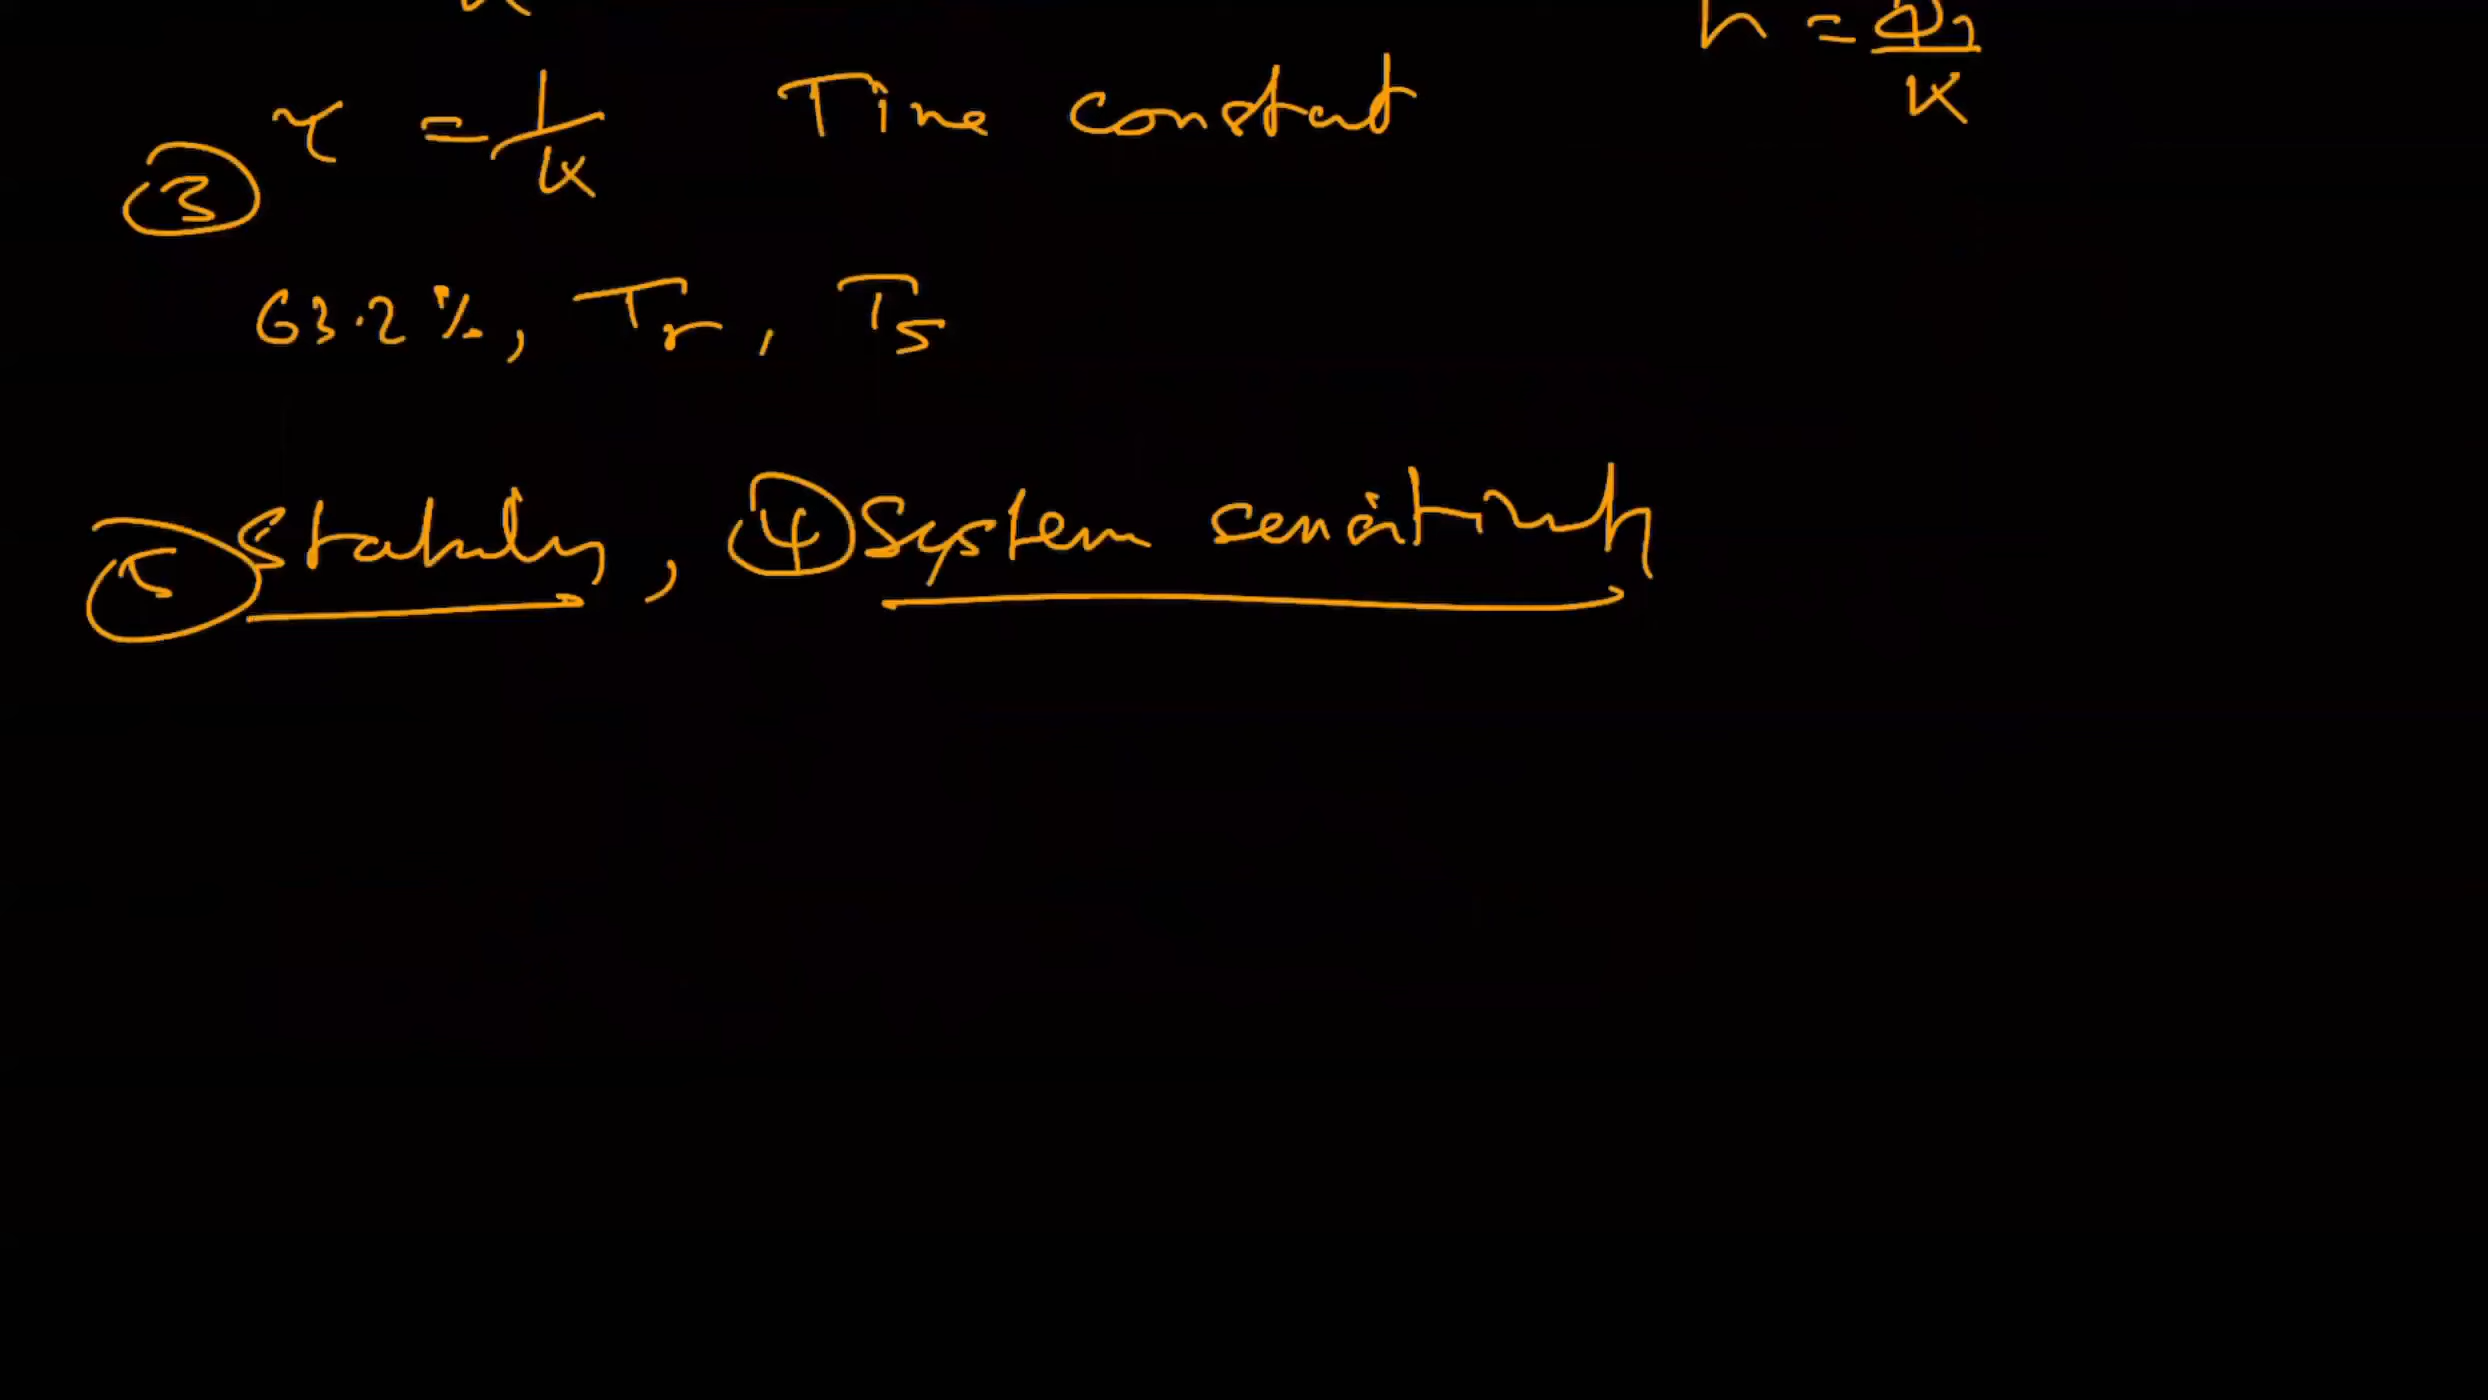 h = Φ₁/K
τ = 1/K Time constant
③
63.2%, Tr, Ts
⑤ Stability, ④ System sensitivity